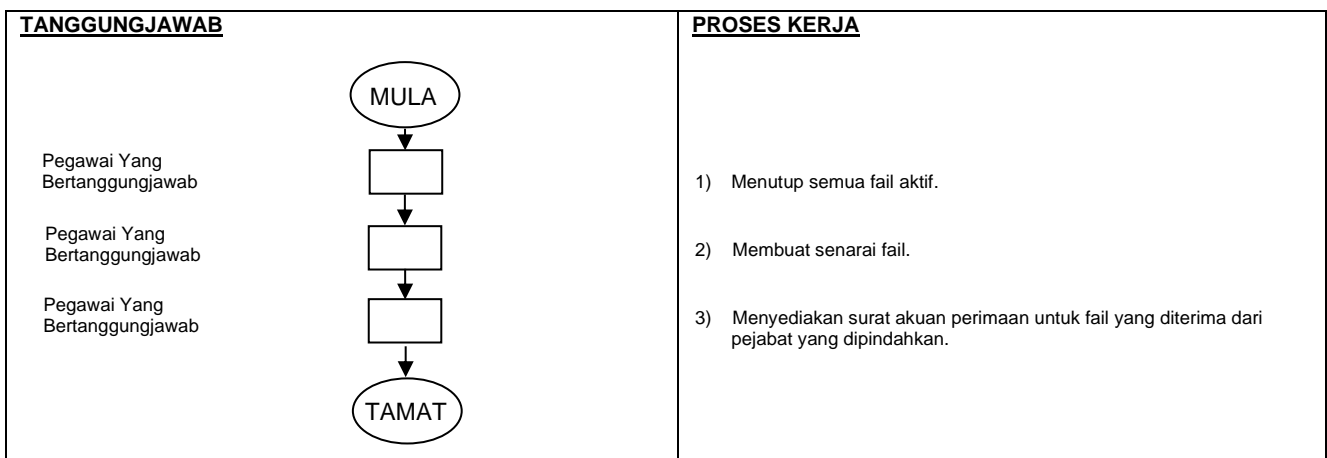 TANGGUNGJAWAB
PROSES KERJA
MULA
Pegawai Yang
Bertanggungjawab
1) Menutup semua fail aktif.
Pegawai Yang
Bertanggungjawab
2) Membuat senarai fail.
Pegawai Yang
Bertanggungjawab
3) Menyediakan surat akuan perimaan untuk fail yang diterima dari
pejabat yang dipindahkan.
TAMAT